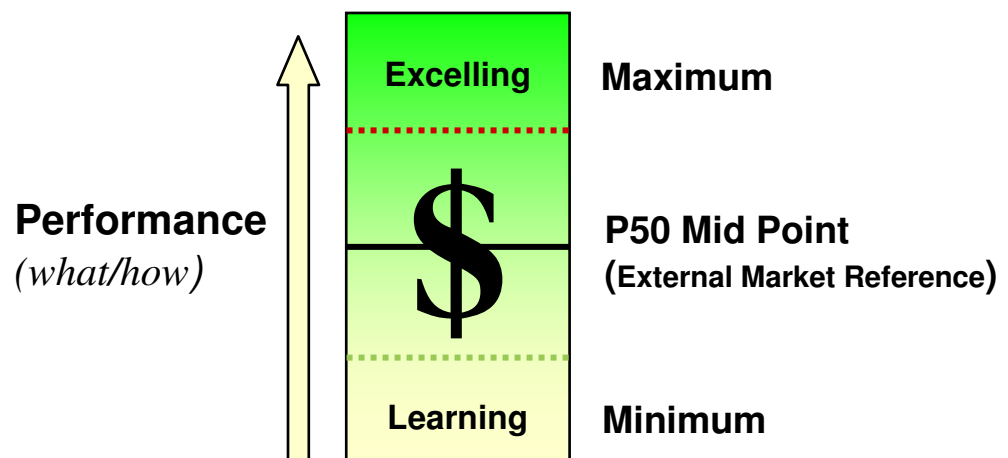 Excelling
Maximum
$
Performance
(what/how)
P50 Mid Point
(External Market Reference)
Learning
Minimum